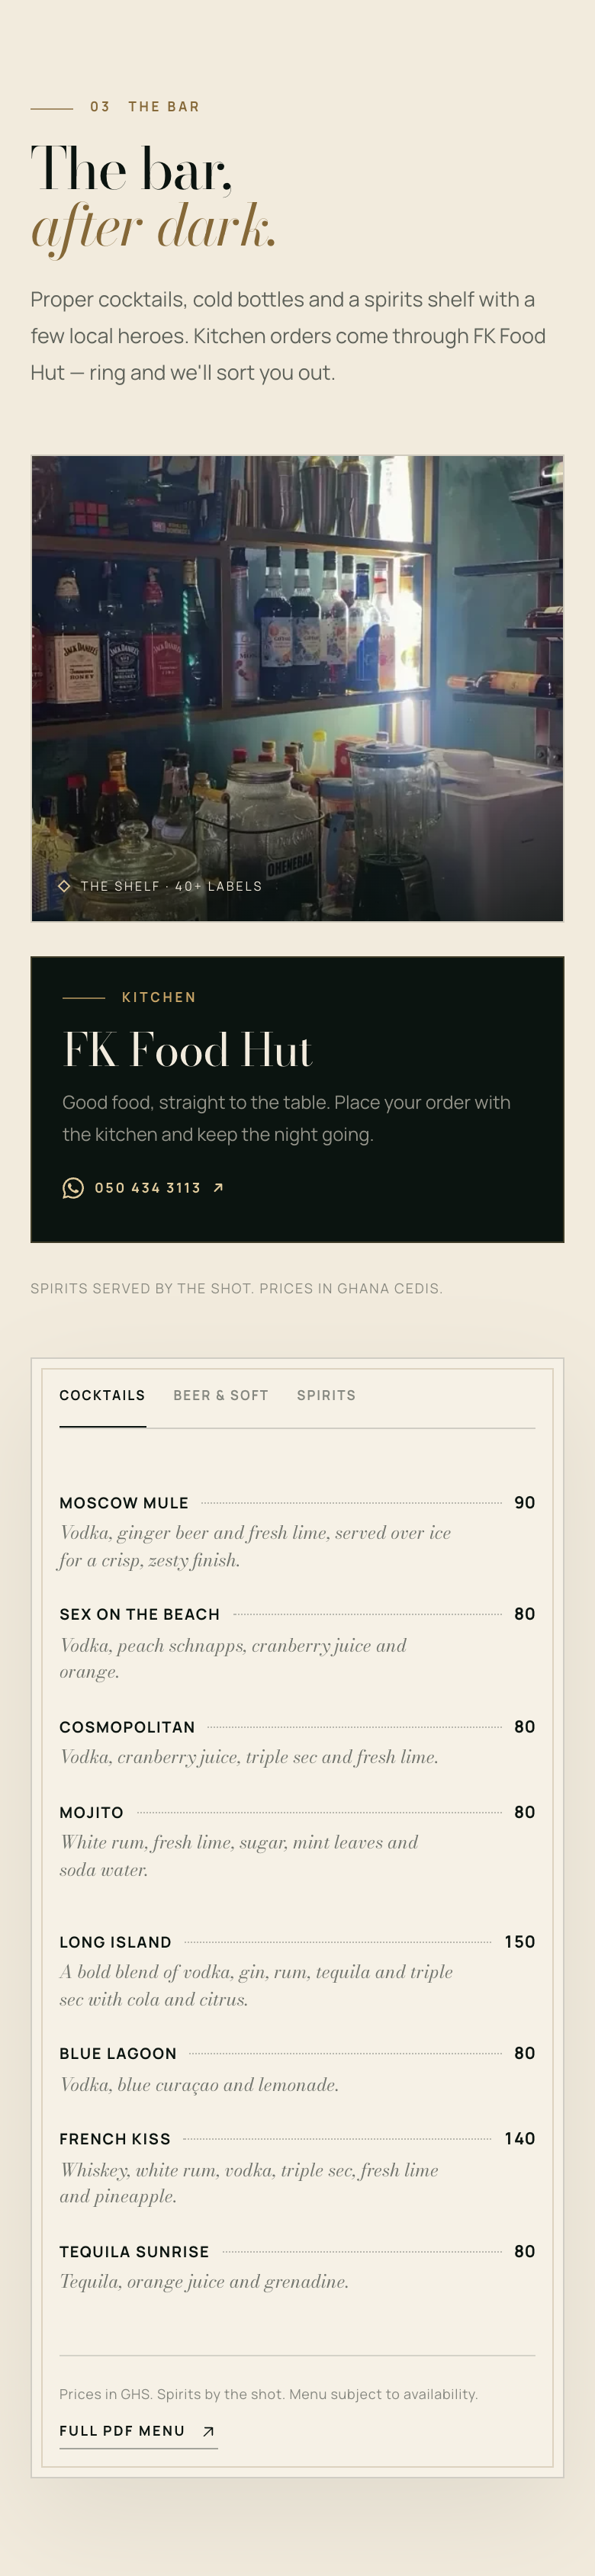 03 THE BAR
The bar,
after dark.
Proper cocktails, cold bottles and a spirits shelf with a
few local heroes. Kitchen orders come through FK Food
Hut — ring and we'll sort you out.
JACK DANIEL'S
JACK DANIEL'S
JACK DANIEL'S
OHENEBAA
THE SHELF · 40+ LABELS
KITCHEN
FK Food Hut
Good food, straight to the table. Place your order with
the kitchen and keep the night going.
050 434 3113 ↗
SPIRITS SERVED BY THE SHOT. PRICES IN GHANA CEDIS.
COCKTAILS BEER & SOFT SPIRITS
MOSCOW MULE 90
Vodka, ginger beer and fresh lime, served over ice
for a crisp, zesty finish.
SEX ON THE BEACH 80
Vodka, peach schnapps, cranberry juice and
orange.
COSMOPOLITAN 80
Vodka, cranberry juice, triple sec and fresh lime.
MOJITO 80
White rum, fresh lime, sugar, mint leaves and
soda water.
LONG ISLAND 150
A bold blend of vodka, gin, rum, tequila and triple
sec with cola and citrus.
BLUE LAGOON 80
Vodka, blue curaçao and lemonade.
FRENCH KISS 140
Whiskey, white rum, vodka, triple sec, fresh lime
and pineapple.
TEQUILA SUNRISE 80
Tequila, orange juice and grenadine.
Prices in GHS. Spirits by the shot. Menu subject to availability.
FULL PDF MENU ↗